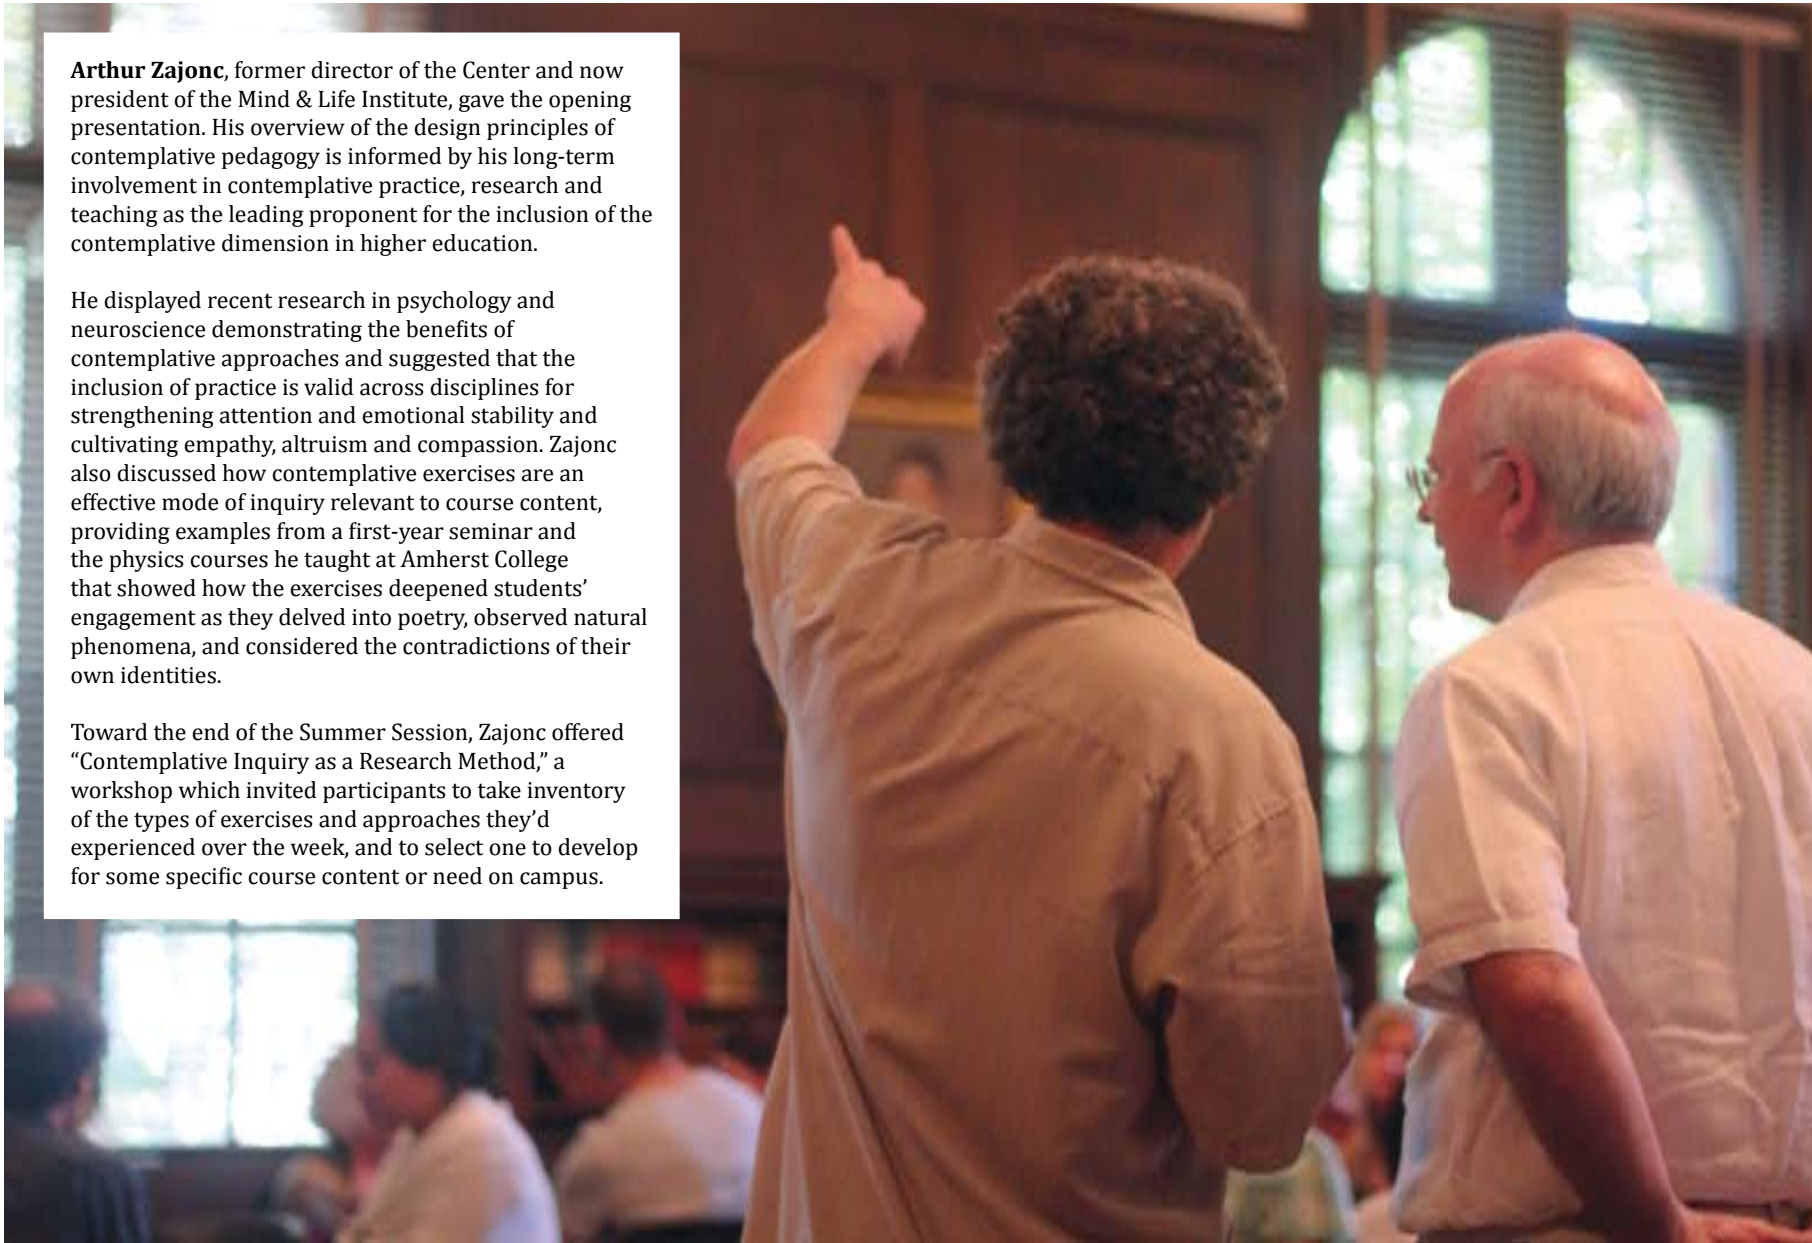 Arthur Zajonc, former director of the Center and now
president of the Mind & Life Institute, gave the opening
presentation. His overview of the design principles of
contemplative pedagogy is informed by his long-term
involvement in contemplative practice, research and
teaching as the leading proponent for the inclusion of the
contemplative dimension in higher education.
He displayed recent research in psychology and
neuroscience demonstrating the benefits of
contemplative approaches and suggested that the
inclusion of practice is valid across disciplines for
strengthening attention and emotional stability and
cultivating empathy, altruism and compassion. Zajonc
also discussed how contemplative exercises are an
effective mode of inquiry relevant to course content,
providing examples from a first-year seminar and
the physics courses he taught at Amherst College
that showed how the exercises deepened students’
engagement as they delved into poetry, observed natural
phenomena, and considered the contradictions of their
own identities.
Toward the end of the Summer Session, Zajonc offered
“Contemplative Inquiry as a Research Method,” a
workshop which invited participants to take inventory
of the types of exercises and approaches they’d
experienced over the week, and to select one to develop
for some specific course content or need on campus.